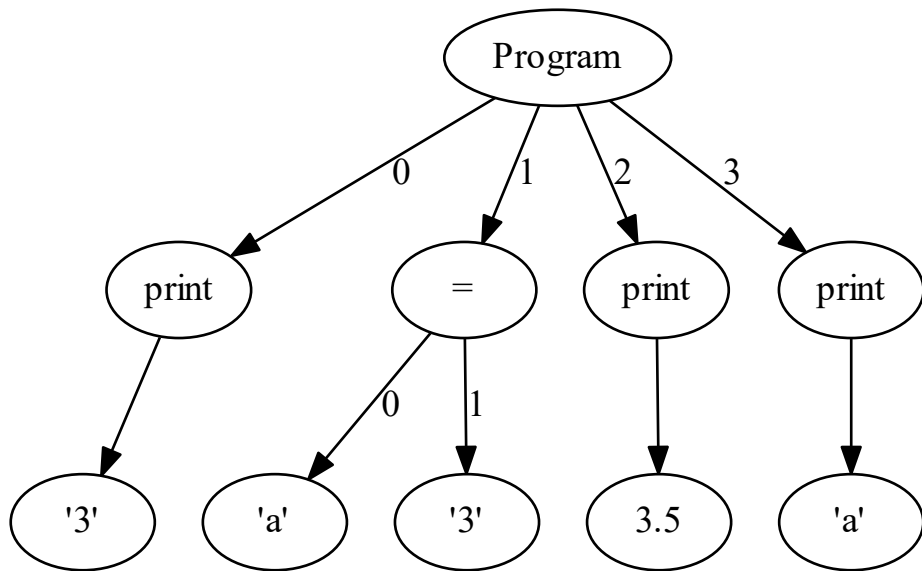 Program
0
1
2
3
print
=
print
print
0
1
'3'
'a'
'3'
3.5
'a'